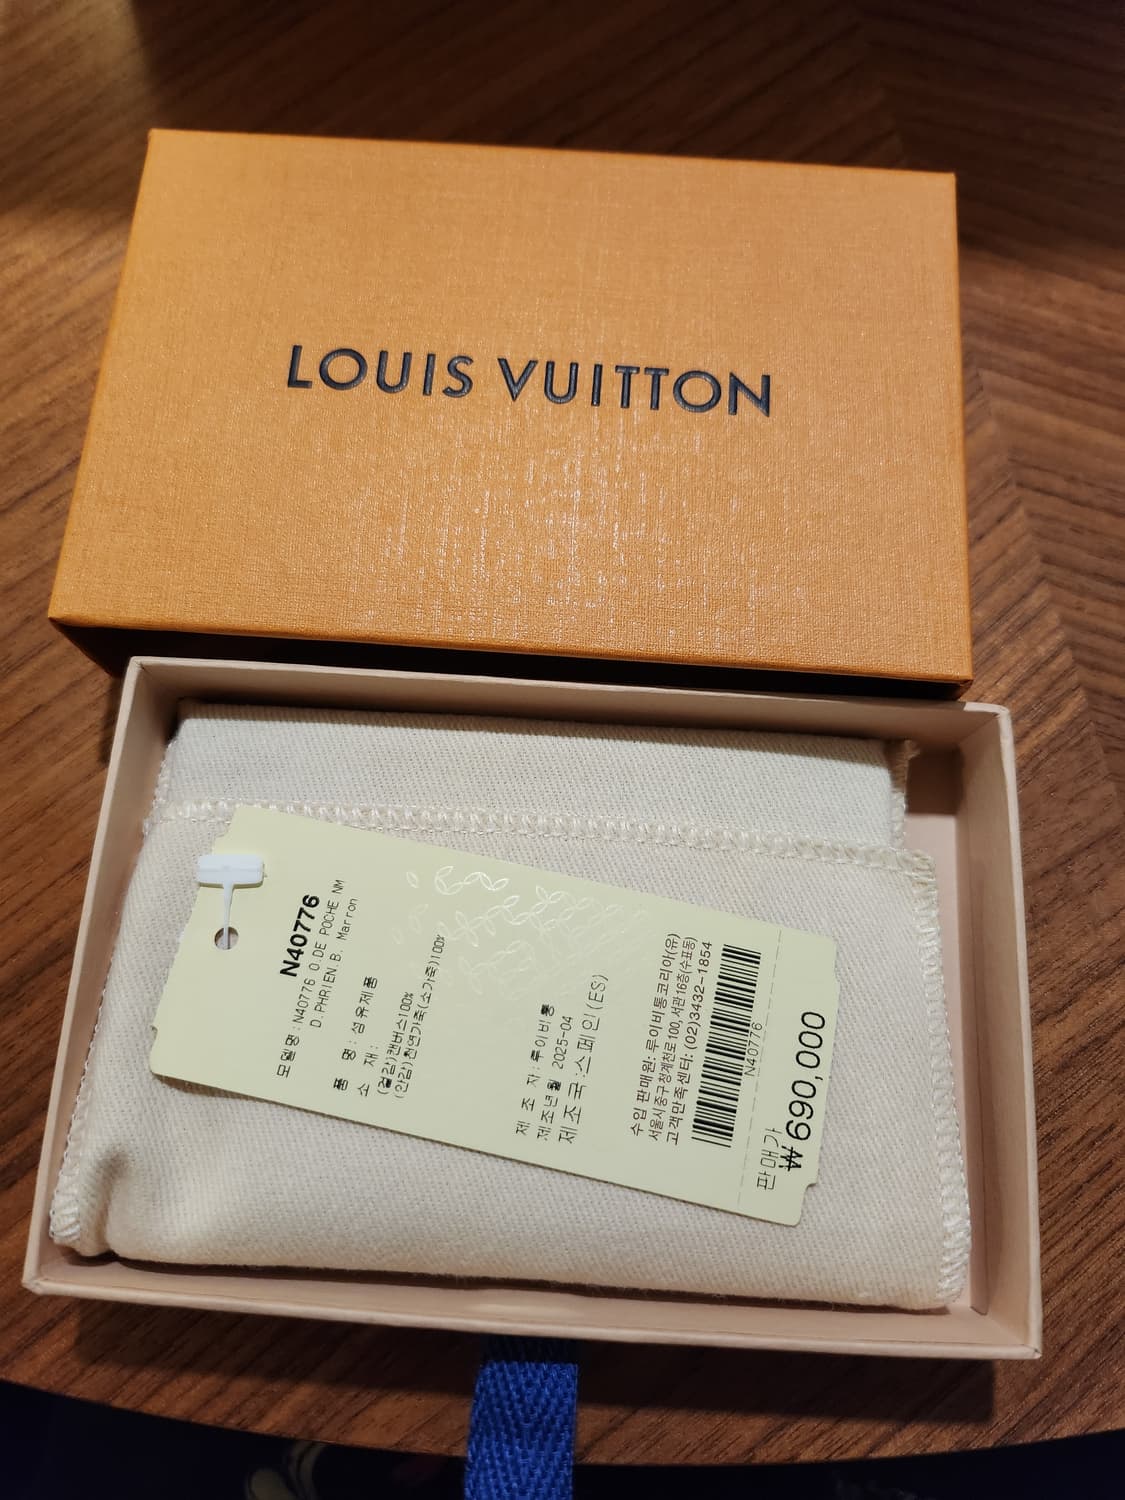 LOUIS VUITTON
N40776
모델명:N40776 O.DE POCHE NM
D.PHRIEN.B. Marron
품 명: 섬유제품
소 재:
(겉감)캔버스100%
(안감)천연가죽(소가죽)100%
제 조 자:루이비통
제조년월 2025-04
제조국:스페인(ES)
수입 판매원: 루이비통코리아(유)
서울시중구청계천로 100, 서관 16층(수표동)
고객만족센터: (02)3432-1854
N40776
판매가
₩690,000